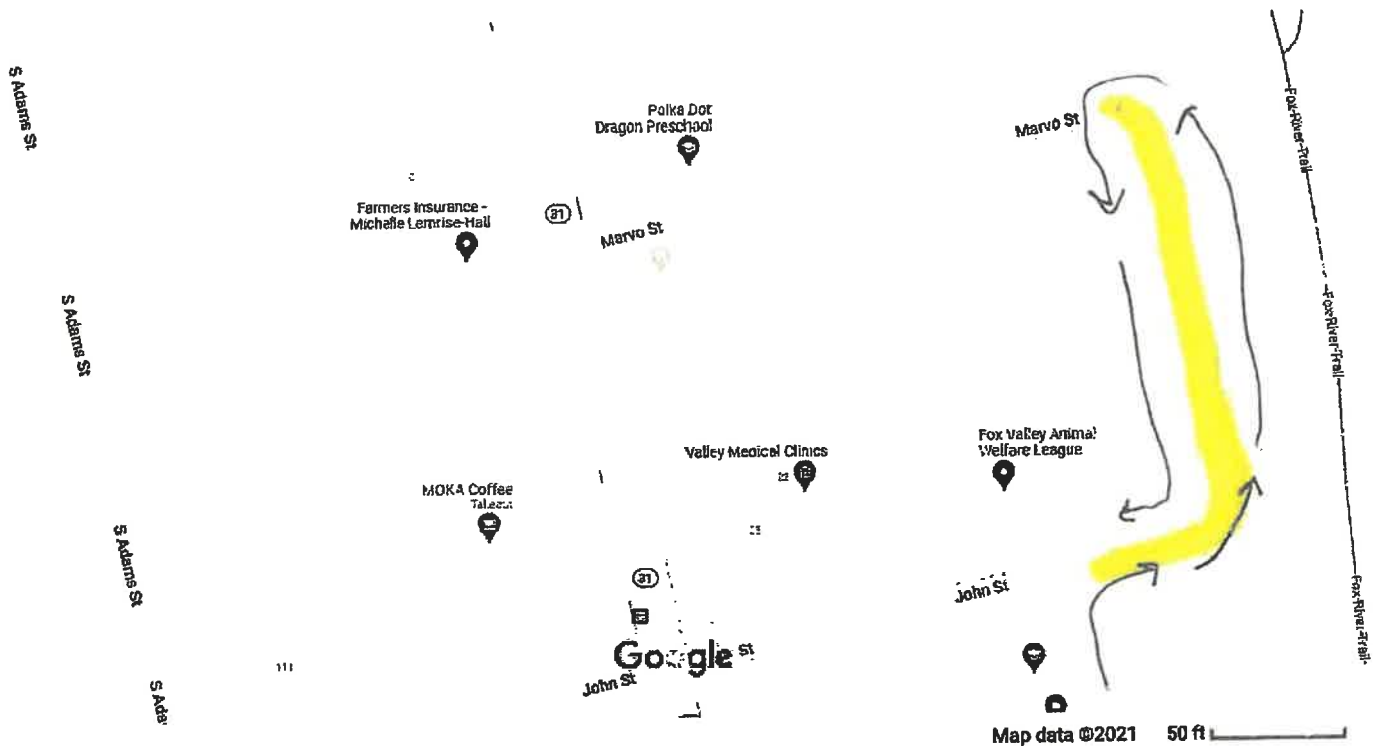 S Adams St
Polka Dot
Dragon Preschool
Marvo St
Fox-River-Trail
Farmers Insurance -
Michelle Lemrise-Hall
31
Marvo St
S Adams St
Fox-River-Trail
Valley Medical Clinics
Fox Valley Animal
Welfare League
MOKA Coffee
Takeout
S Adams St
31
John St
Fox-River-Trail
Google
St
John St
S Ada
Map data ©2021
50 ft